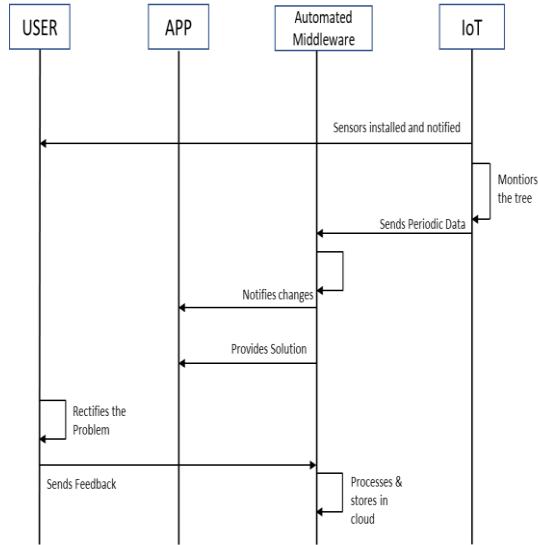 USER
APP
Automated
Middleware
IoT
Sensors installed and notified
Montiors
the tree
Sends Periodic Data
Notifies changes
Provides Solution
Rectifies the
Problem
Sends Feedback
Processes &
stores in
cloud